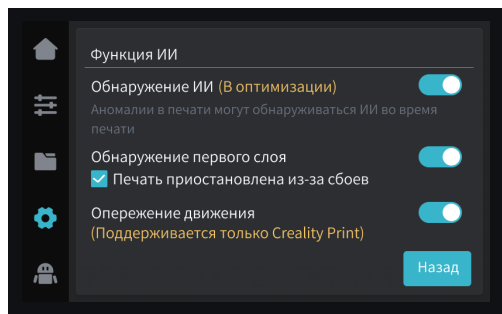 Функция ИИ
Обнаружение ИИ (В оптимизации)
Аномалии в печати могут обнаруживаться ИИ во время
печати
Обнаружение первого слоя
Печать приостановлена из-за сбоев
Опережение движения
(Поддерживается только Creality Print)
Назад